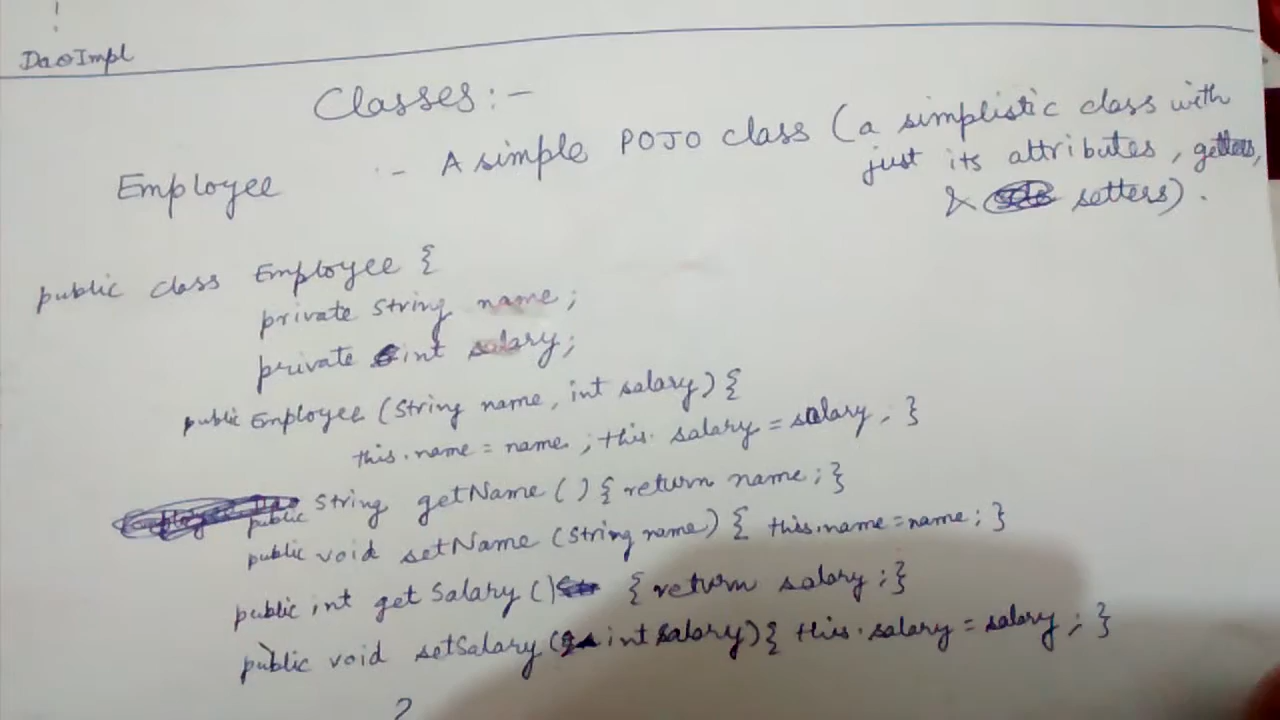 DaoImpl
Classes:-
Employee - A simple POJO class (a simplistic class with
just its attributes, getters,
& setters).
public class Employee {
private String name;
private int salary;
public Employee (String name, int salary) {
this.name = name; this.salary = salary; }
public String getName () { return name; }
public void setName (String name) { this.name = name; }
public int getSalary () { return salary; }
public void setSalary (int salary) { this.salary = salary; }